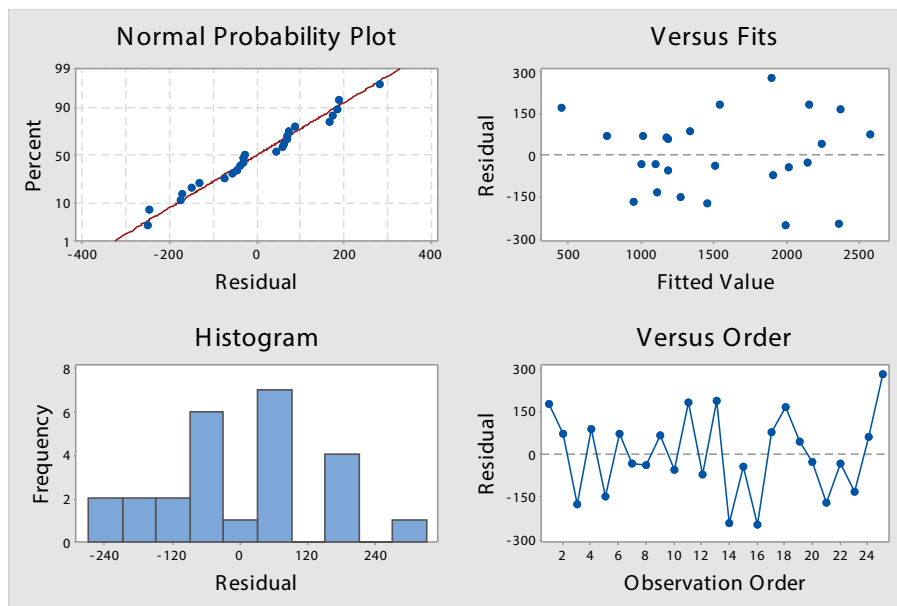 Normal Probability Plot
99
90
50
10
1
Percent
-400 -200 0 200 400
Residual
Versus Fits
300
150
0
-150
-300
Residual
500 1000 1500 2000 2500
Fitted Value
Histogram
8
6
4
2
0
Frequency
-240 -120 0 120 240
Residual
Versus Order
300
150
0
-150
-300
Residual
2 4 6 8 10 12 14 16 18 20 22 24
Observation Order